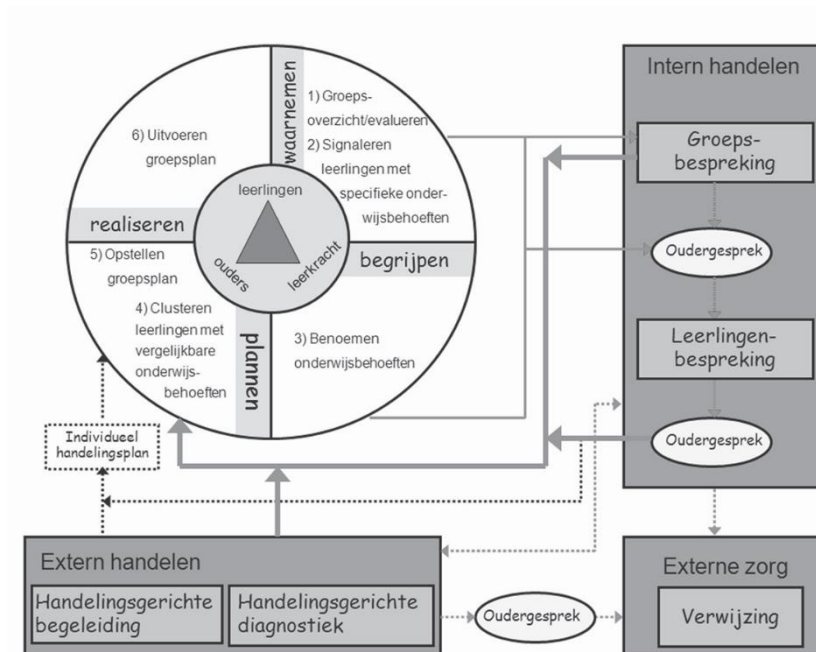 waarnemen
1) Groeps-
overzicht/evalueren
2) Signaleren
leerlingen met
specifieke onder-
wijsbehoeften
begrijpen
3) Benoemen
onderwijsbehoeften
plannen
4) Clusteren
leerlingen met
vergelijkbare
onderwijs-
behoeften
5) Opstellen
groepsplan
realiseren
6) Uitvoeren
groepsplan
leerlingen
ouders
leerkracht
Intern handelen
Groeps-
bespreking
Oudergesprek
Leerlingen-
bespreking
Oudergesprek
Individueel
handelingsplan
Extern handelen
Handelingsgerichte
begeleiding
Handelingsgerichte
diagnostiek
Oudergesprek
Externe zorg
Verwijzing